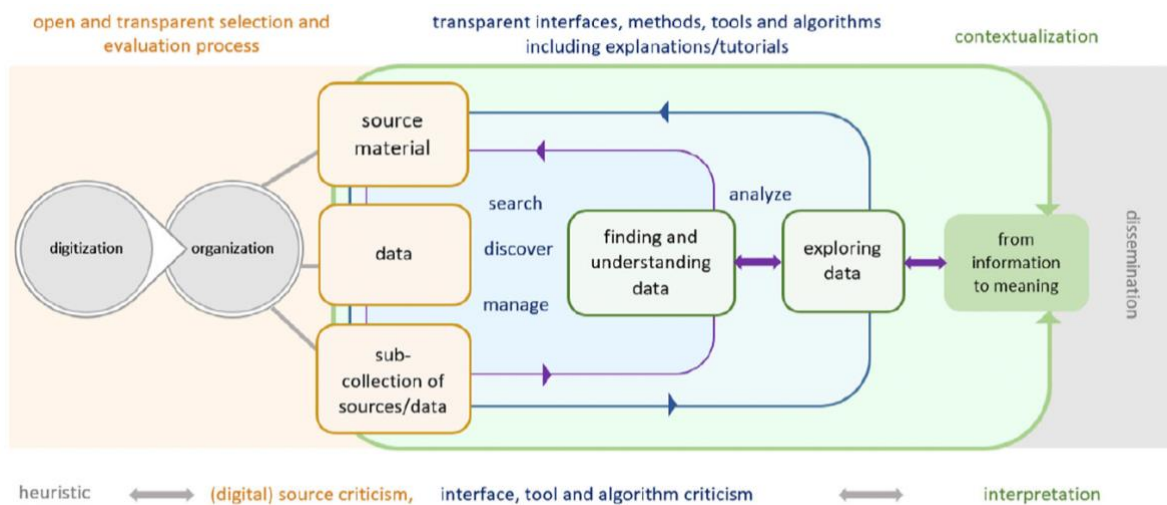 open and transparent selection and
evaluation process
transparent interfaces, methods, tools and algorithms
including explanations/tutorials
contextualization
digitization
organization
source
material
data
sub-
collection of
sources/data
search
discover
manage
finding and
understanding
data
analyze
exploring
data
from
information
to meaning
dissemination
heuristic
(digital) source criticism,
interface, tool and algorithm criticism
interpretation